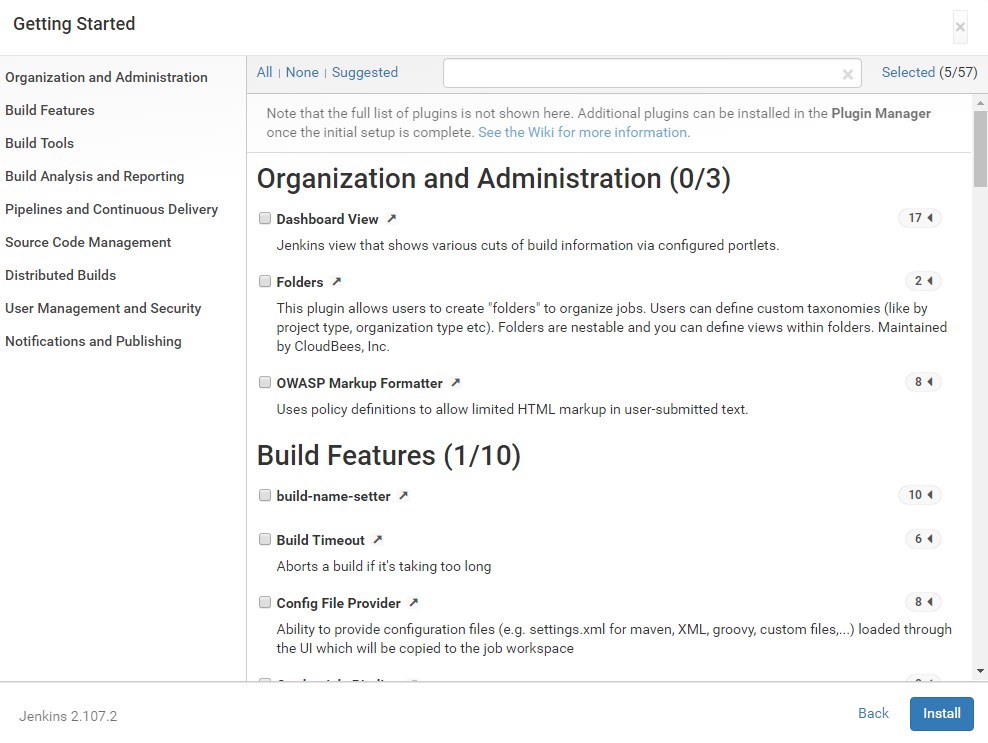 Getting Started
×
Organization and Administration
Build Features
Build Tools
Build Analysis and Reporting
Pipelines and Continuous Delivery
Source Code Management
Distributed Builds
User Management and Security
Notifications and Publishing
All | None | Suggested
×
Selected (5/57)
Note that the full list of plugins is not shown here. Additional plugins can be installed in the Plugin Manager
once the initial setup is complete. See the Wiki for more information.
Organization and Administration (0/3)
Dashboard View 17
Jenkins view that shows various cuts of build information via configured portlets.
Folders 2
This plugin allows users to create "folders" to organize jobs. Users can define custom taxonomies (like by
project type, organization type etc). Folders are nestable and you can define views within folders. Maintained
by CloudBees, Inc.
OWASP Markup Formatter 8
Uses policy definitions to allow limited HTML markup in user-submitted text.
Build Features (1/10)
build-name-setter 10
Build Timeout 6
Aborts a build if it's taking too long
Config File Provider 8
Ability to provide configuration files (e.g. settings.xml for maven, XML, groovy, custom files,...) loaded through
the UI which will be copied to the job workspace
Jenkins 2.107.2
Back
Install